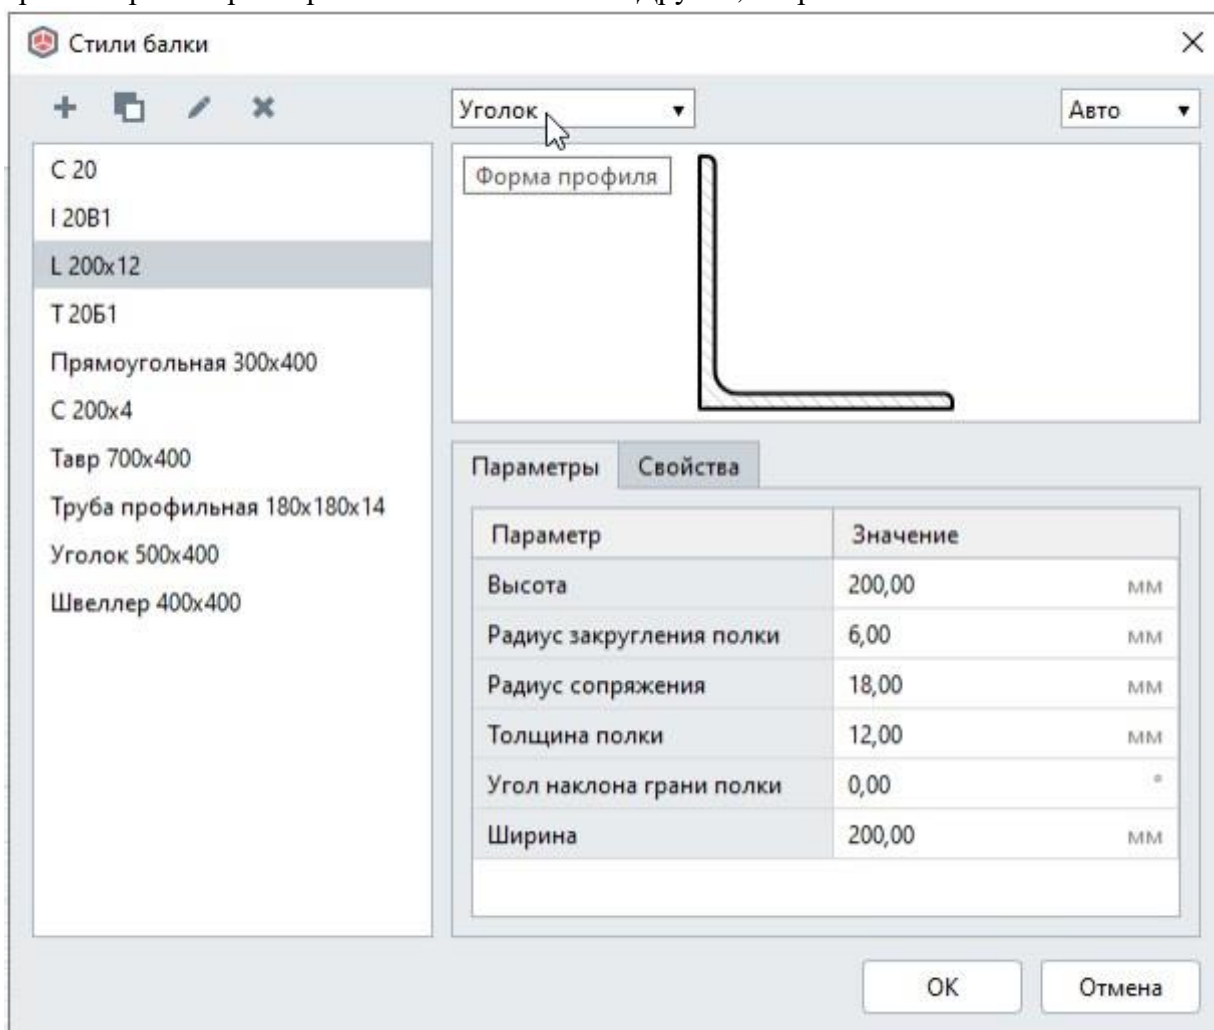 Стили балки
Уголок
Авто
Форма профиля
C 20
I 20B1
L 200x12
T 20Б1
Прямоугольная 300x400
C 200x4
Тавр 700x400
Труба профильная 180x180x14
Уголок 500x400
Швеллер 400x400
Параметры Свойства
Параметр Значение
Высота 200,00 мм
Радиус закругления полки 6,00 мм
Радиус сопряжения 18,00 мм
Толщина полки 12,00 мм
Угол наклона грани полки 0,00 °
Ширина 200,00 мм
ОК Отмена